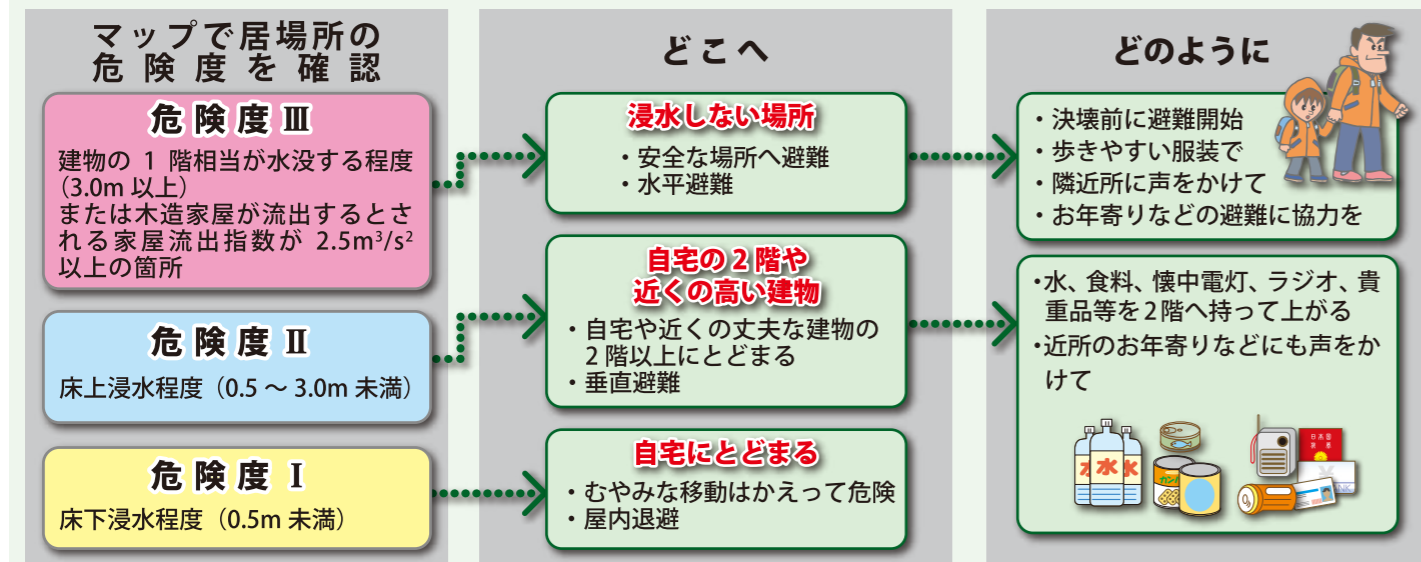 マップで居場所の
危険度を確認
危険度 Ⅲ
建物の 1 階相当が水没する程度
(3.0m 以上)
または木造家屋が流出するとさ
れる家屋流出指数が 2.5m³/s²
以上の箇所
危険度 Ⅱ
床上浸水程度(0.5 ～ 3.0m 未満)
危険度 Ⅰ
床下浸水程度(0.5m 未満)
どこへ
浸水しない場所
・安全な場所へ避難
・水平避難
自宅の 2 階や
近くの高い建物
・自宅や近くの丈夫な建物の
2 階以上にとどまる
・垂直避難
自宅にとどまる
・むやみな移動はかえって危険
・屋内退避
どのように
・決壊前に避難開始
・歩きやすい服装で
・隣近所に声をかけて
・お年寄りなどの避難に協力を
・水、食料、懐中電灯、ラジオ、貴
重品等を2階へ持って上がる
・近所のお年寄りなどにも声をか
けて
水
水
水
カンパ
日本国
旅券
NK